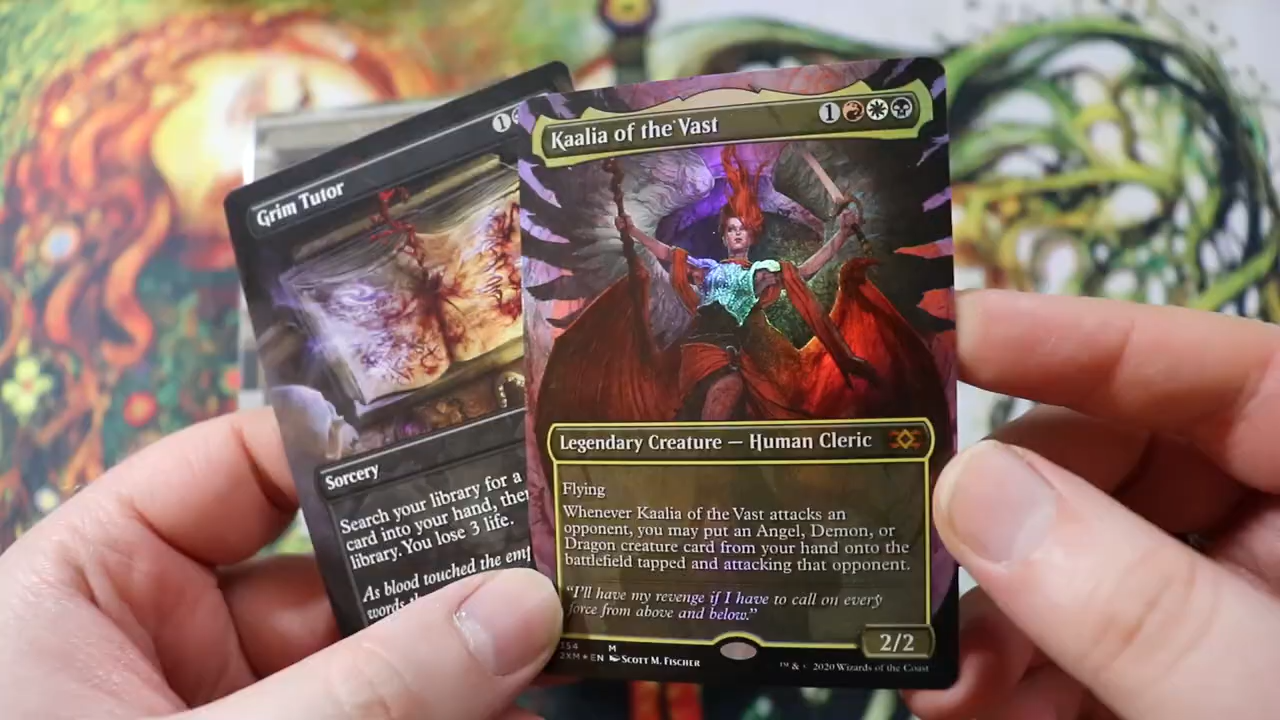 Grim Tutor
1
Sorcery
Search your library for a
card into your hand, then
library. You lose 3 life.
As blood touched the
words
Kaalia of the Vast
1
Legendary Creature — Human Cleric
Flying
Whenever Kaalia of the Vast attacks an
opponent, you may put an Angel, Demon, or
Dragon creature card from your hand onto the
battlefield tapped and attacking that opponent.
"I'll have my revenge if I have to call on every
force from above and below."
2/2
354 M
2XM ★ EN Scott M. Fischer
™ & © 2020 Wizards of the Coast